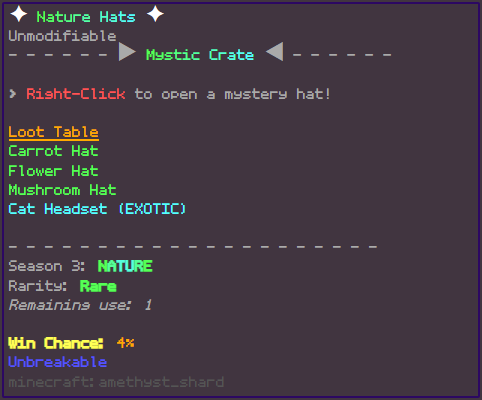 ✦ Nature Hats ✦
Unmodifiable
- - - - - - ▶ Mystic Crate ◀ - - - - - -
> Right-Click to open a mystery hat!
Loot Table
Carrot Hat
Flower Hat
Mushroom Hat
Cat Headset (EXOTIC)
- - - - - - - - - - - - - - - - - - - - - -
Season 3: NATURE
Rarity: Rare
Remaining use: 1
Win Chance: 4%
Unbreakable
minecraft:amethyst_shard